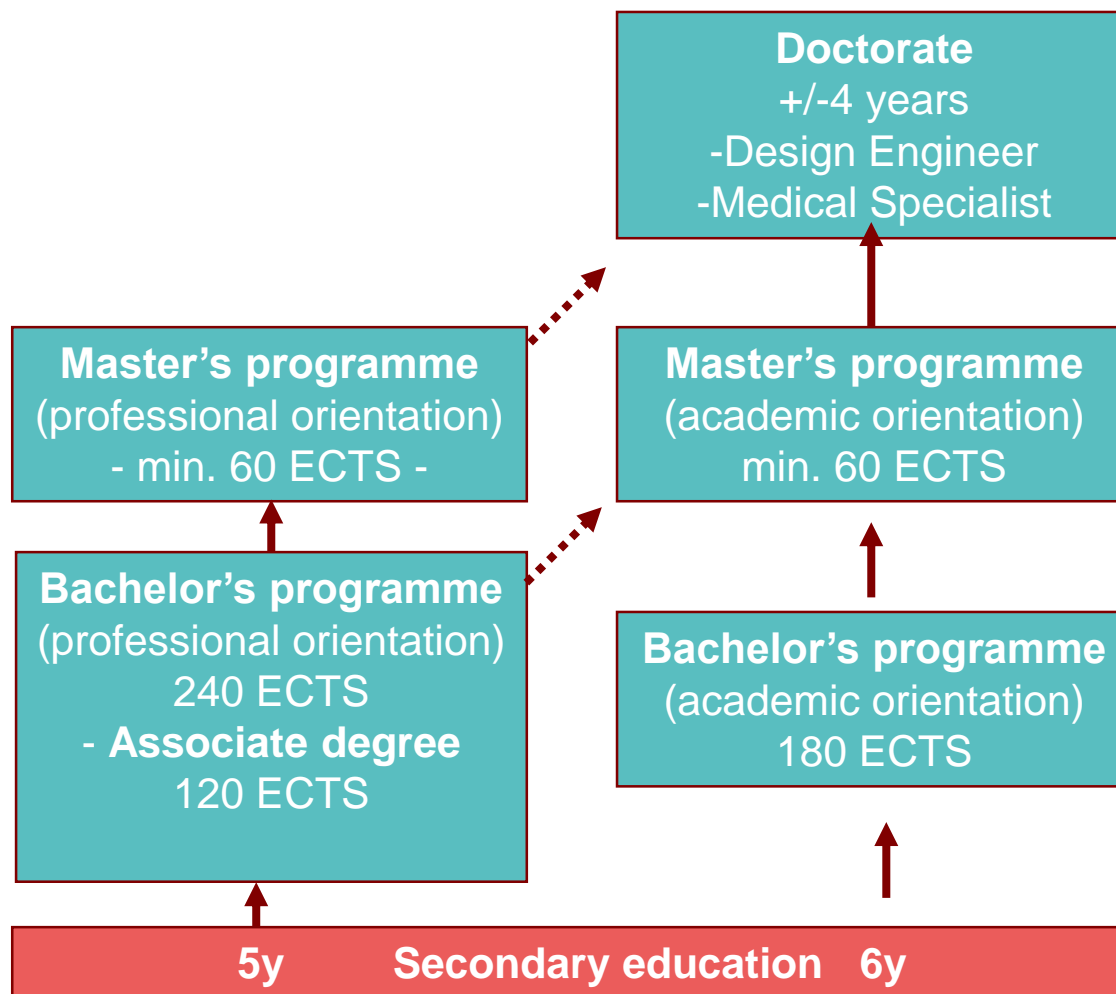 Doctorate
+/-4 years
-Design Engineer
-Medical Specialist
Master’s programme
(professional orientation)
- min. 60 ECTS -
Master’s programme
(academic orientation)
min. 60 ECTS
Bachelor’s programme
(professional orientation)
240 ECTS
- Associate degree
120 ECTS
Bachelor’s programme
(academic orientation)
180 ECTS
5y Secondary education 6y